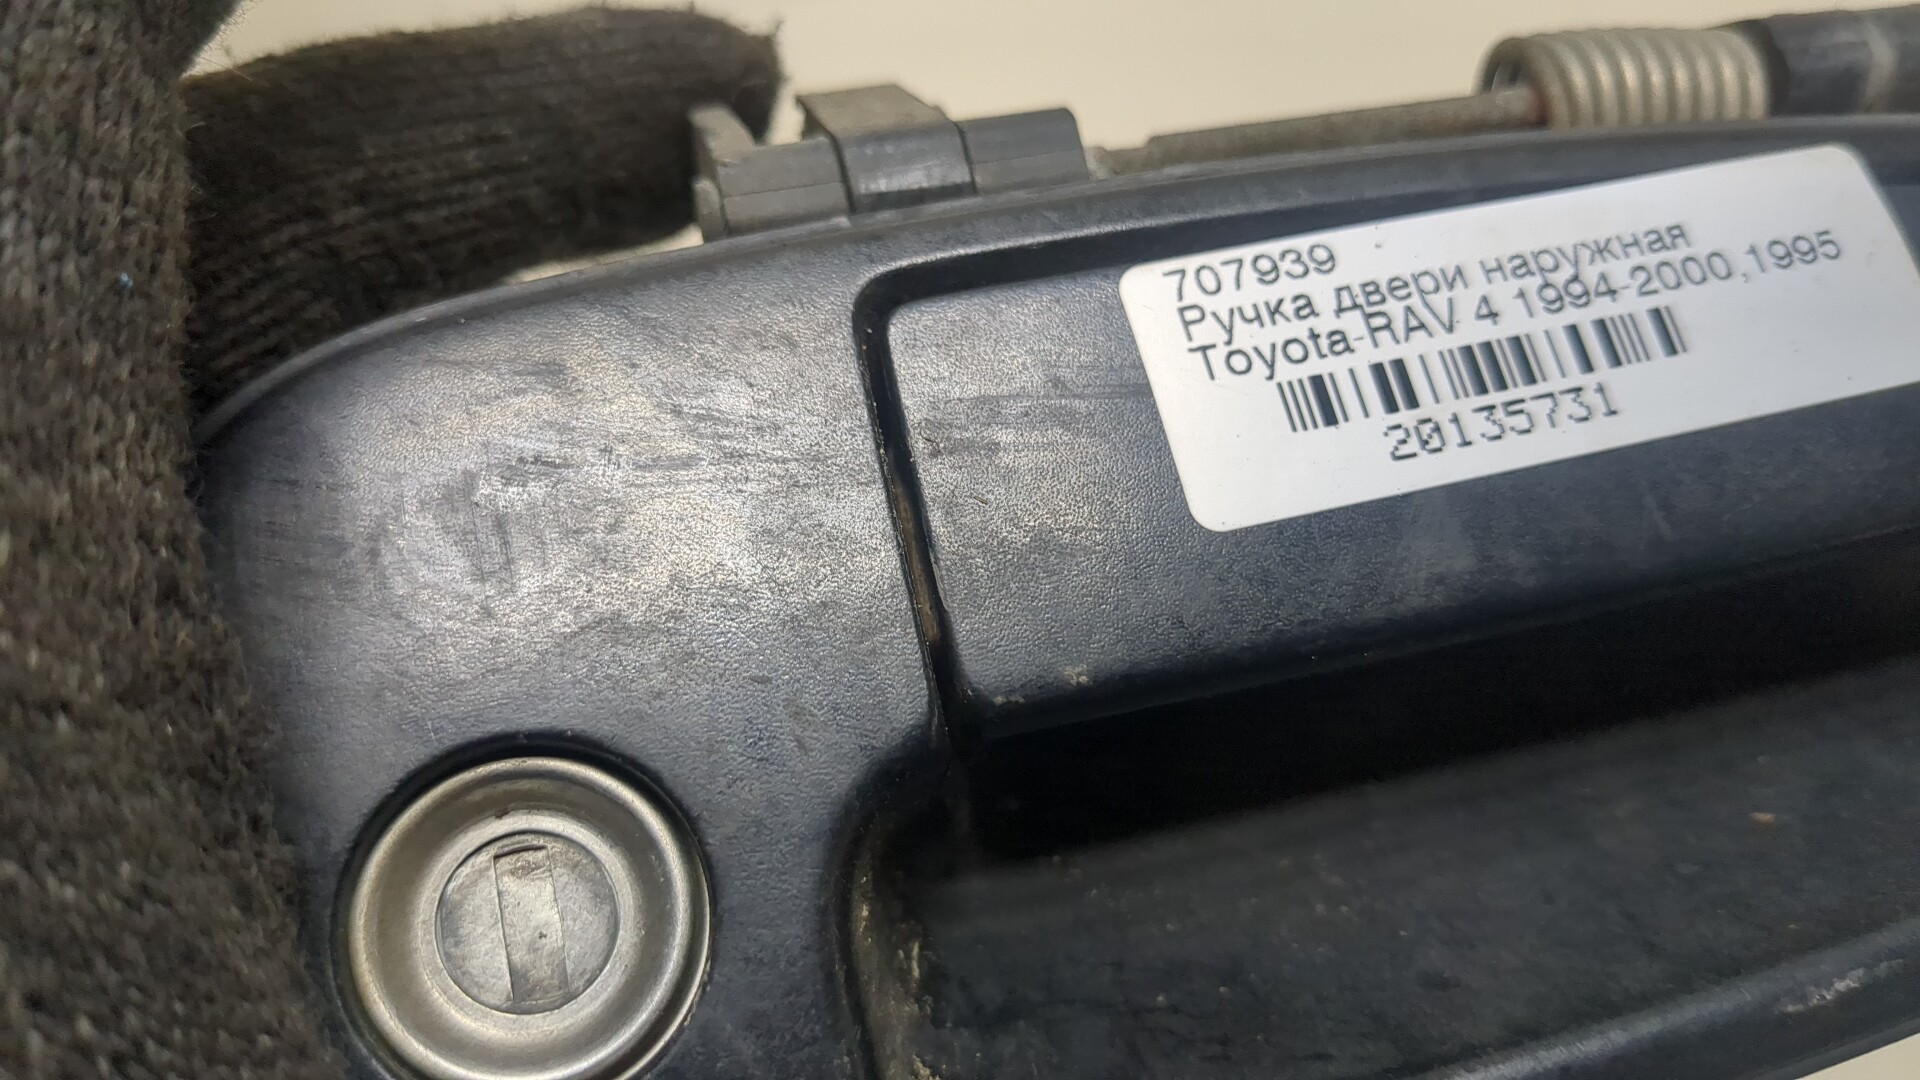 707939
Ручка двери наружная
Toyota-RAV 4 1994-2000,1995
20135731